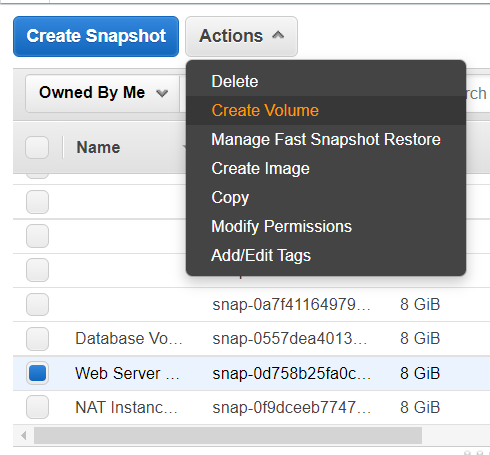 Create Snapshot Actions
Owned By Me
Delete
Create Volume
Manage Fast Snapshot Restore
Create Image
Copy
Modify Permissions
Add/Edit Tags
Name
snap-0a7f41164979... 8 GiB
Database Vo... snap-0557dea4013... 8 GiB
Web Server ... snap-0d758b25fa0c... 8 GiB
NAT Instanc... snap-0f9dceeb7747... 8 GiB